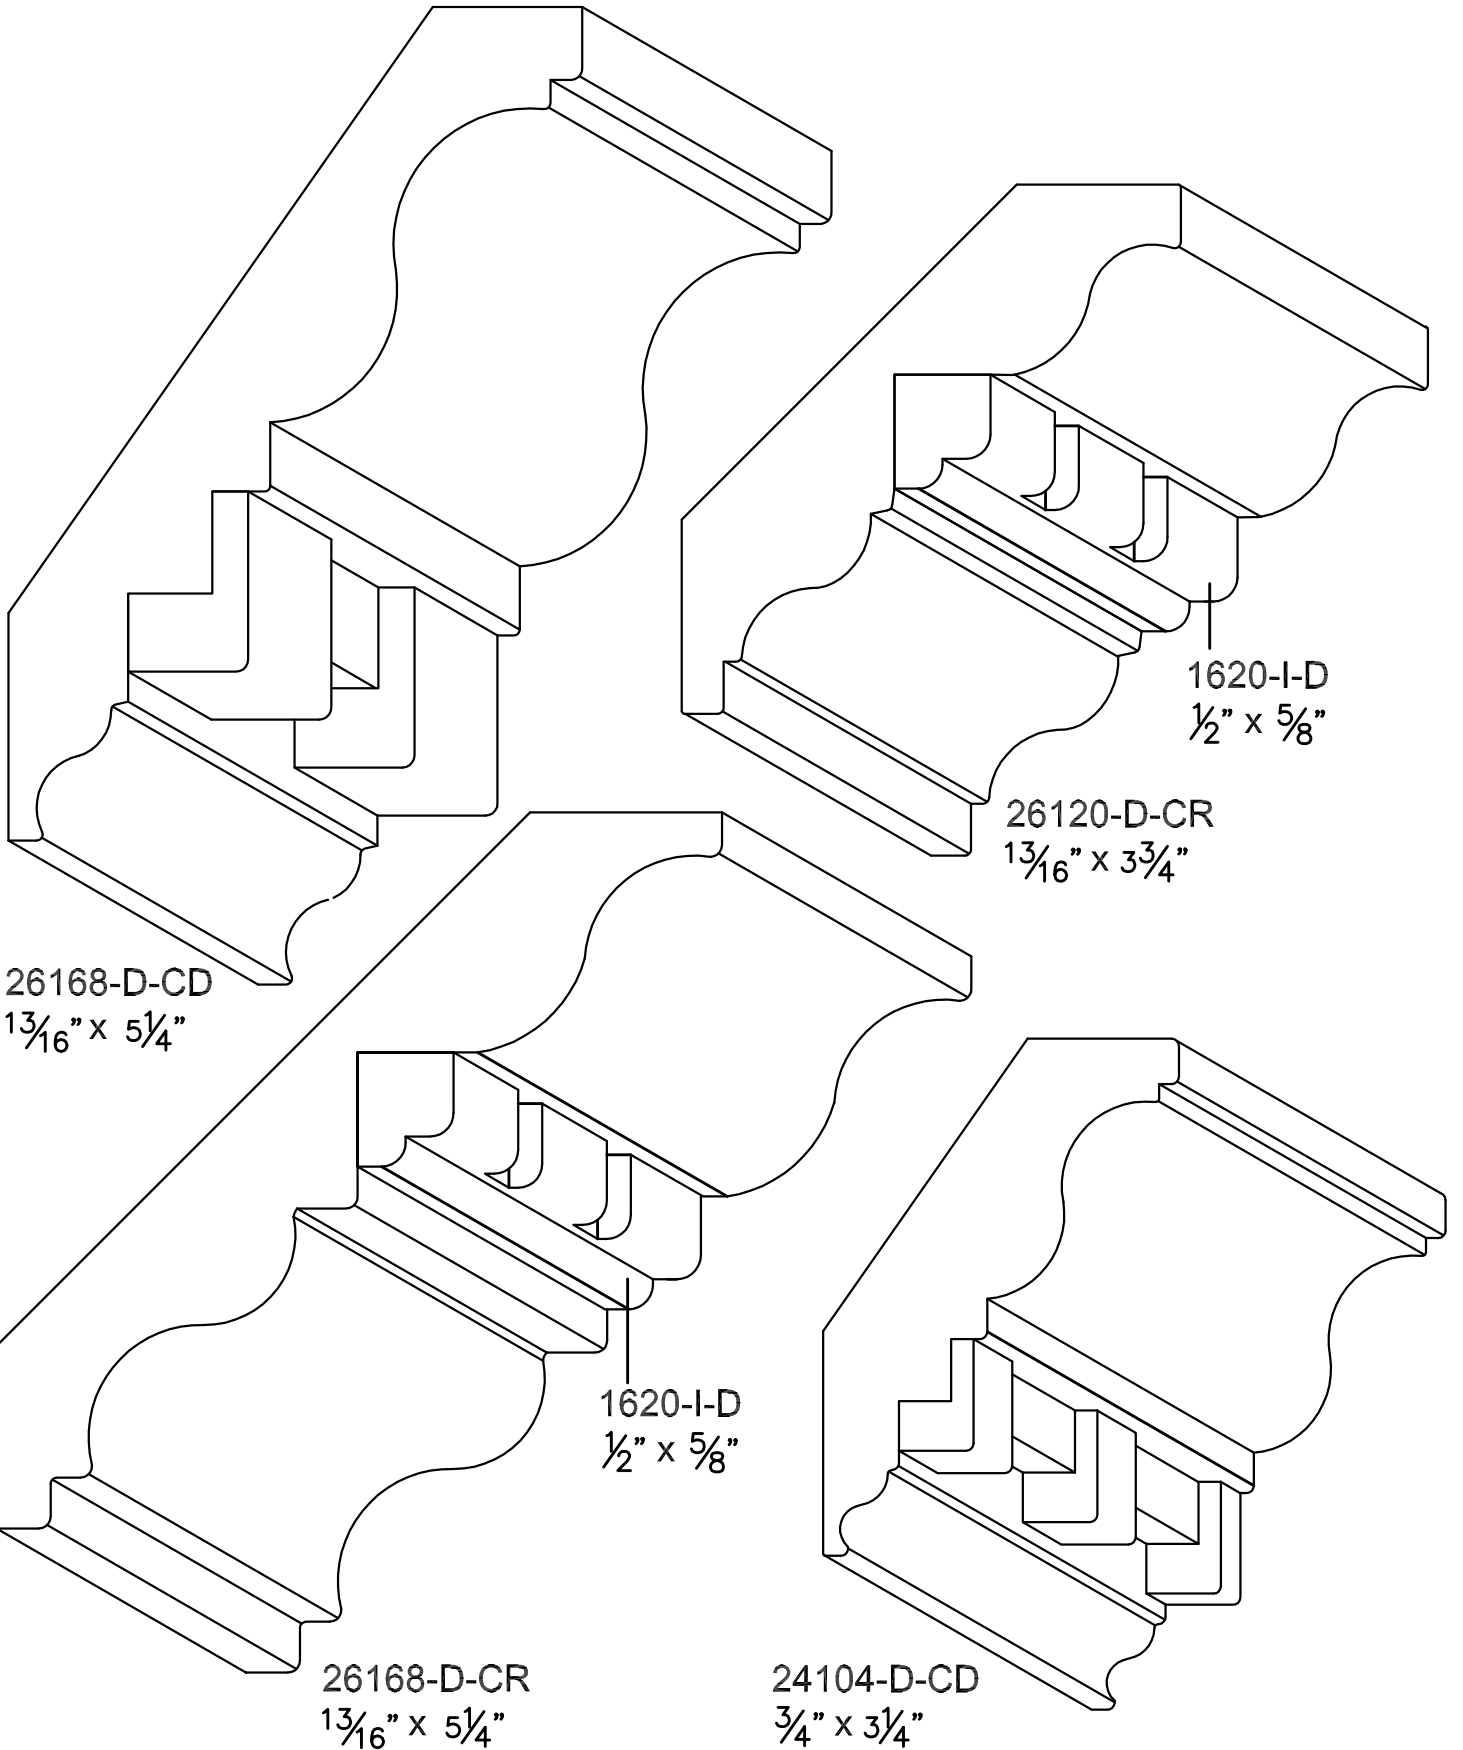 1620-I-D
½” x ⅝”
26120-D-CR
13⁄16” x 3¾”
26168-D-CD
13⁄16” x 5¼”
1620-I-D
½” x ⅝”
26168-D-CR
13⁄16” x 5¼”
24104-D-CD
¾” x 3¼”